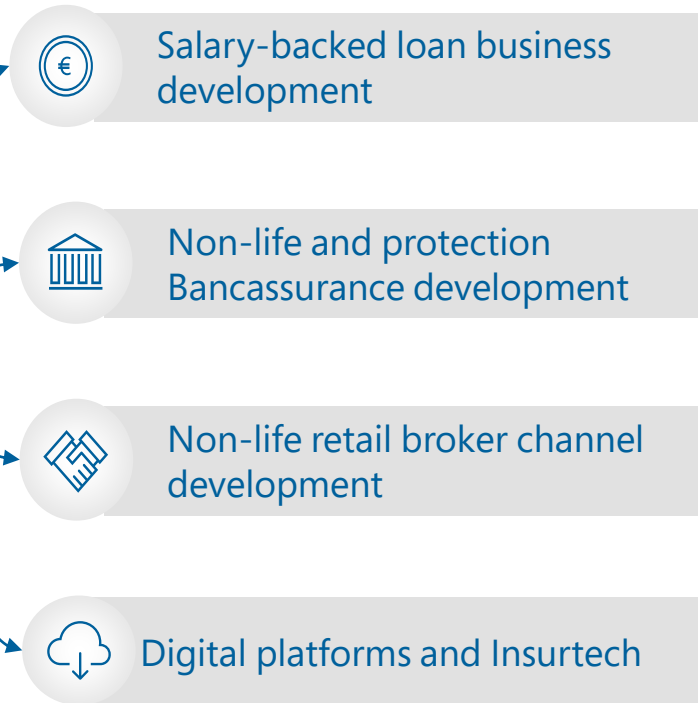 €
Salary-backed loan business
development
Non-life and protection
Bancassurance development
Non-life retail broker channel
development
Digital platforms and Insurtech